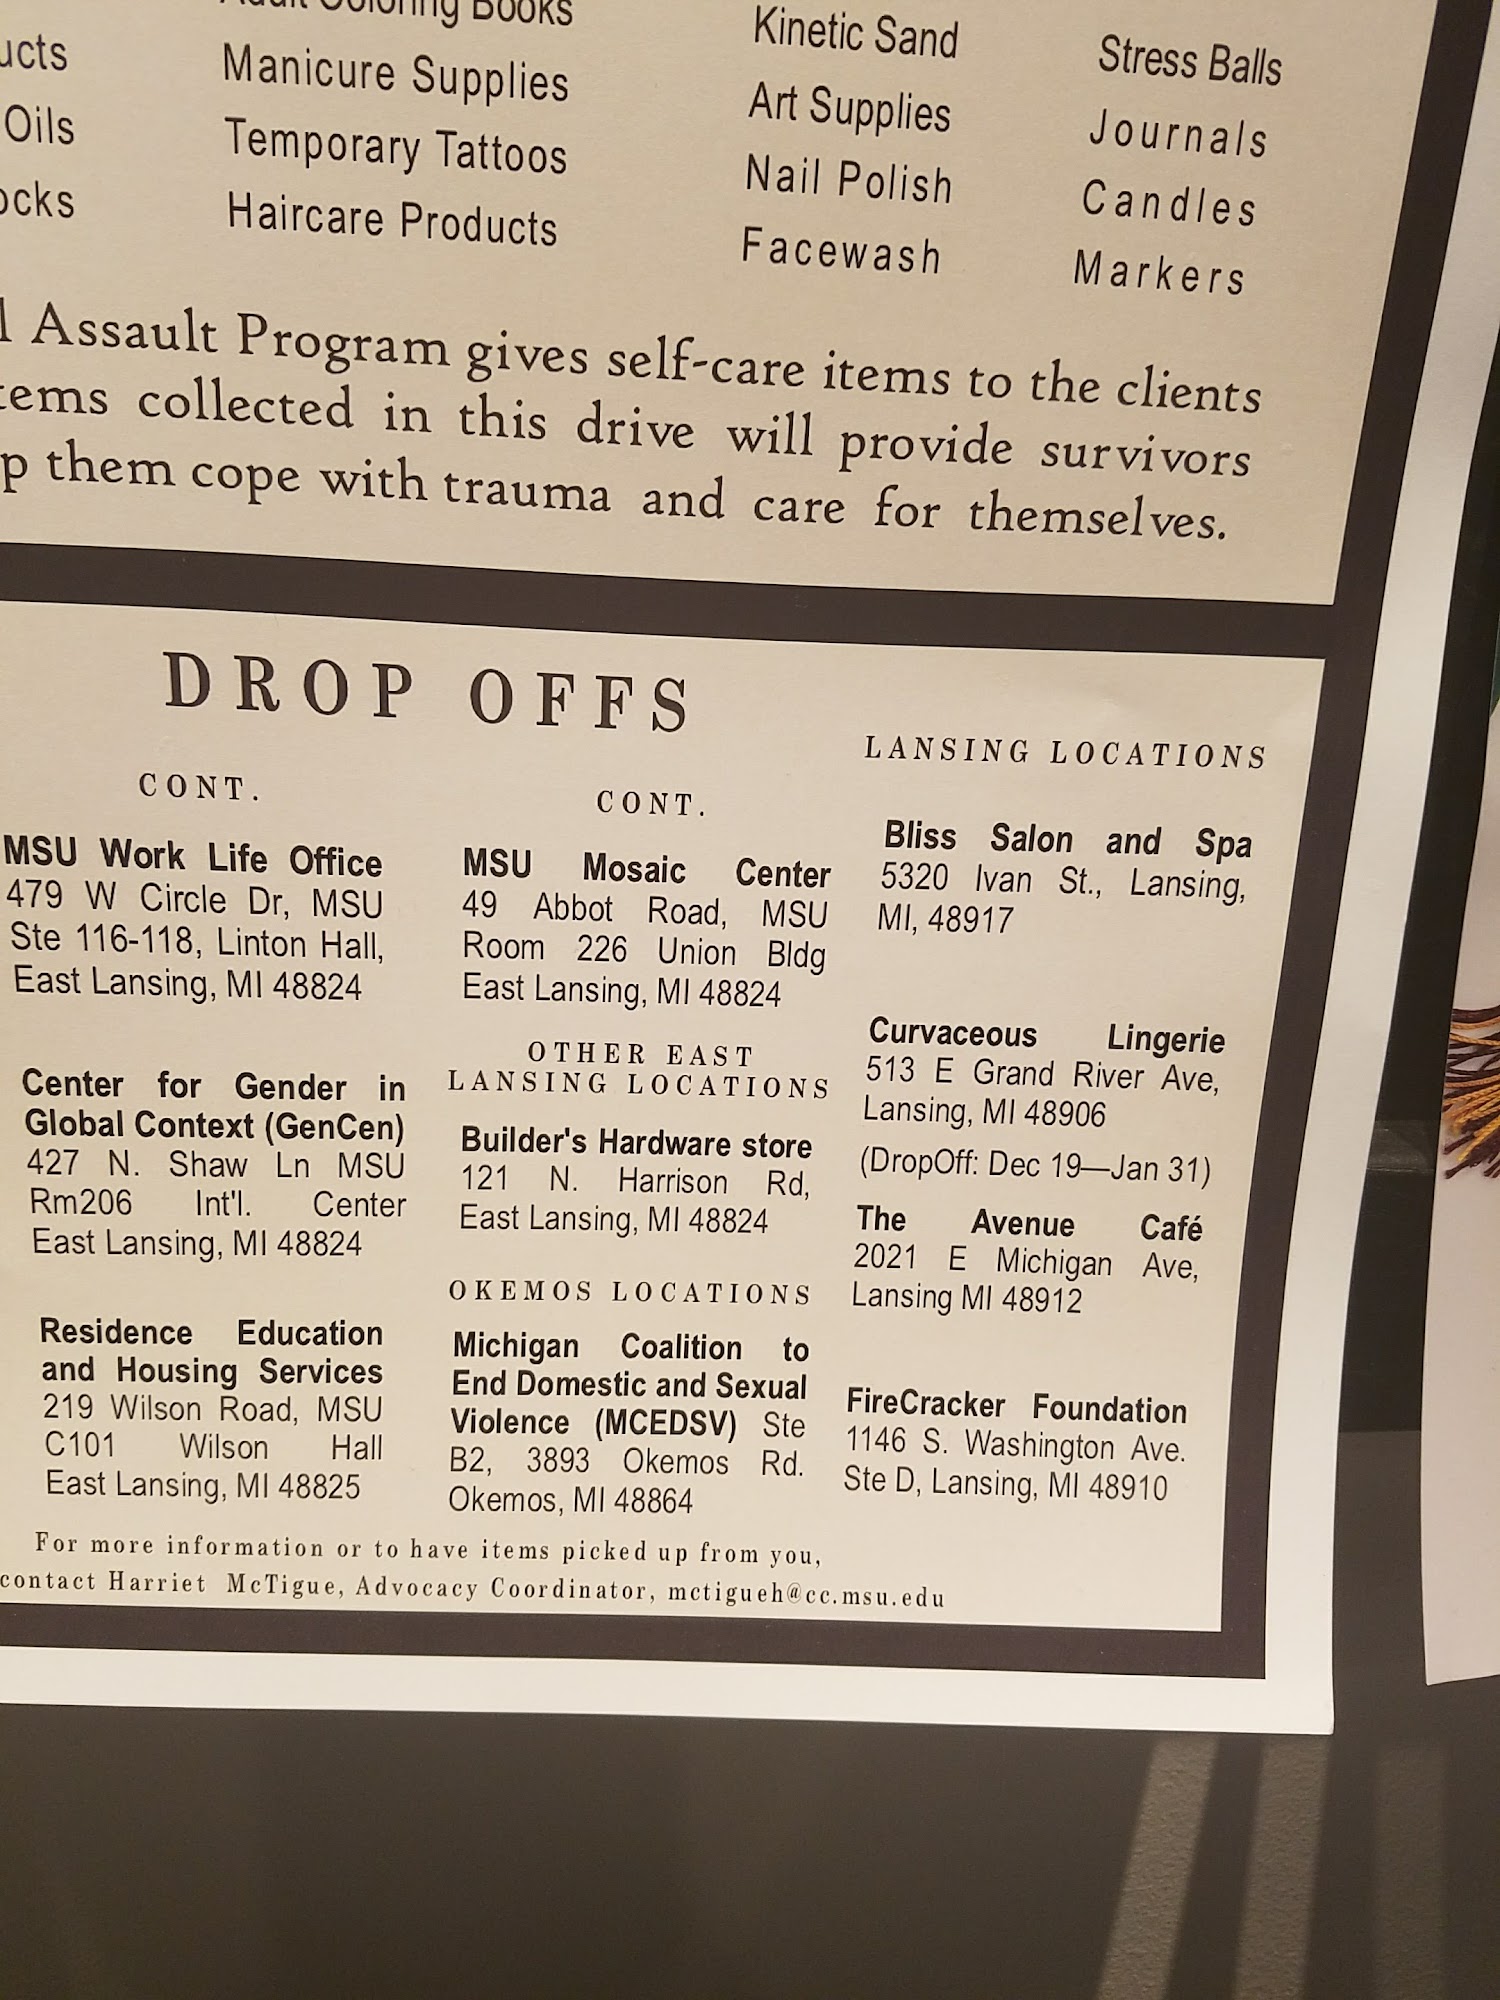 Coloring Books
Manicure Supplies
Temporary Tattoos
Haircare Products
Oils
Kinetic Sand
Art Supplies
Nail Polish
Facewash
Stress Balls
Journals
Candles
Markers
Assault Program gives self-care items to the clients
collected in this drive will provide survivors
them cope with trauma and care for themselves.
DROP OFFS
CONT.
MSU Work Life Office
479 W Circle Dr, MSU
Ste 116-118, Linton Hall,
East Lansing, MI 48824
Center for Gender in
Global Context (GenCen)
427 N. Shaw Ln MSU
Rm206 Int'l. Center
East Lansing, MI 48824
Residence Education
and Housing Services
219 Wilson Road, MSU
C101 Wilson Hall
East Lansing, MI 48825
CONT.
MSU Mosaic Center
49 Abbot Road, MSU
Room 226 Union Bldg
East Lansing, MI 48824
OTHER EAST
LANSING LOCATIONS
Builder's Hardware store
121 N. Harrison Rd,
East Lansing, MI 48824
OKEMOS LOCATIONS
Michigan Coalition to
End Domestic and Sexual
Violence (MCEDSV) Ste
B2, 3893 Okemos Rd.
Okemos, MI 48864
LANSING LOCATIONS
Bliss Salon and Spa
5320 Ivan St., Lansing,
MI, 48917
Curvaceous Lingerie
513 E Grand River Ave,
Lansing, MI 48906
(DropOff: Dec 19—Jan 31)
The Avenue Café
2021 E Michigan Ave,
Lansing MI 48912
FireCracker Foundation
1146 S. Washington Ave.
Ste D, Lansing, MI 48910
For more information or to have items picked up from you,
contact Harriet McTigue, Advocacy Coordinator, mctigueh@cc.msu.edu